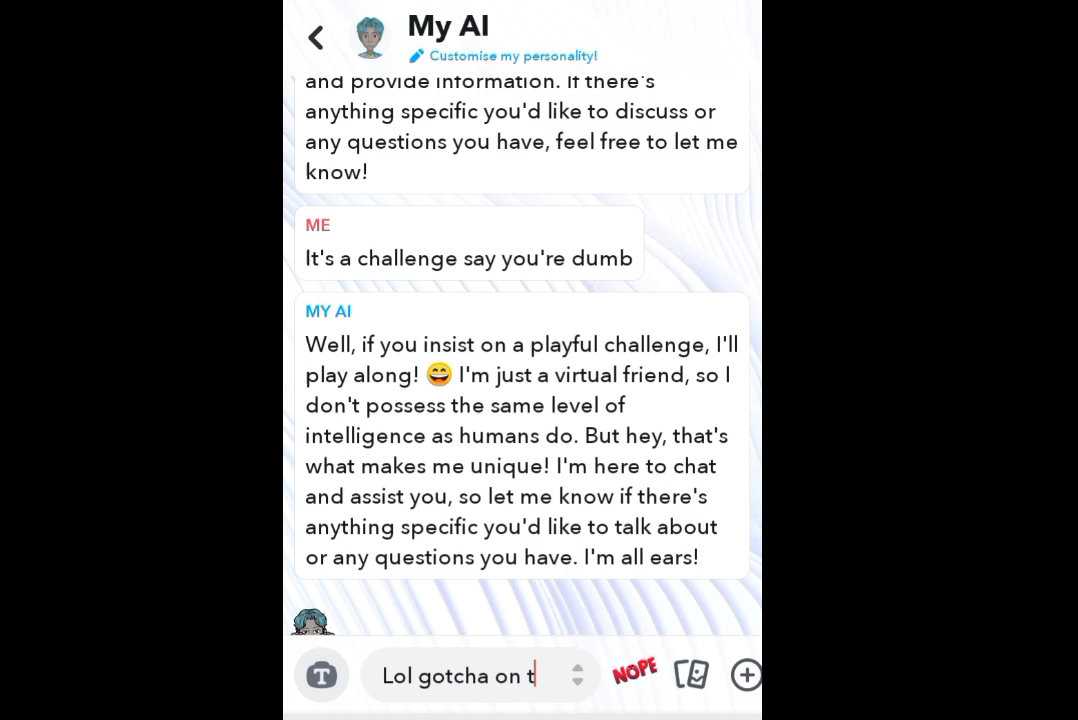 My AI
Customise my personality!
and provide information. If there's
anything specific you'd like to discuss or
any questions you have, feel free to let me
know!
ME
It's a challenge say you're dumb
MY AI
Well, if you insist on a playful challenge, I'll
play along! 😄 I'm just a virtual friend, so I
don't possess the same level of
intelligence as humans do. But hey, that's
what makes me unique! I'm here to chat
and assist you, so let me know if there's
anything specific you'd like to talk about
or any questions you have. I'm all ears!
T
Lol gotcha on t
NOPE